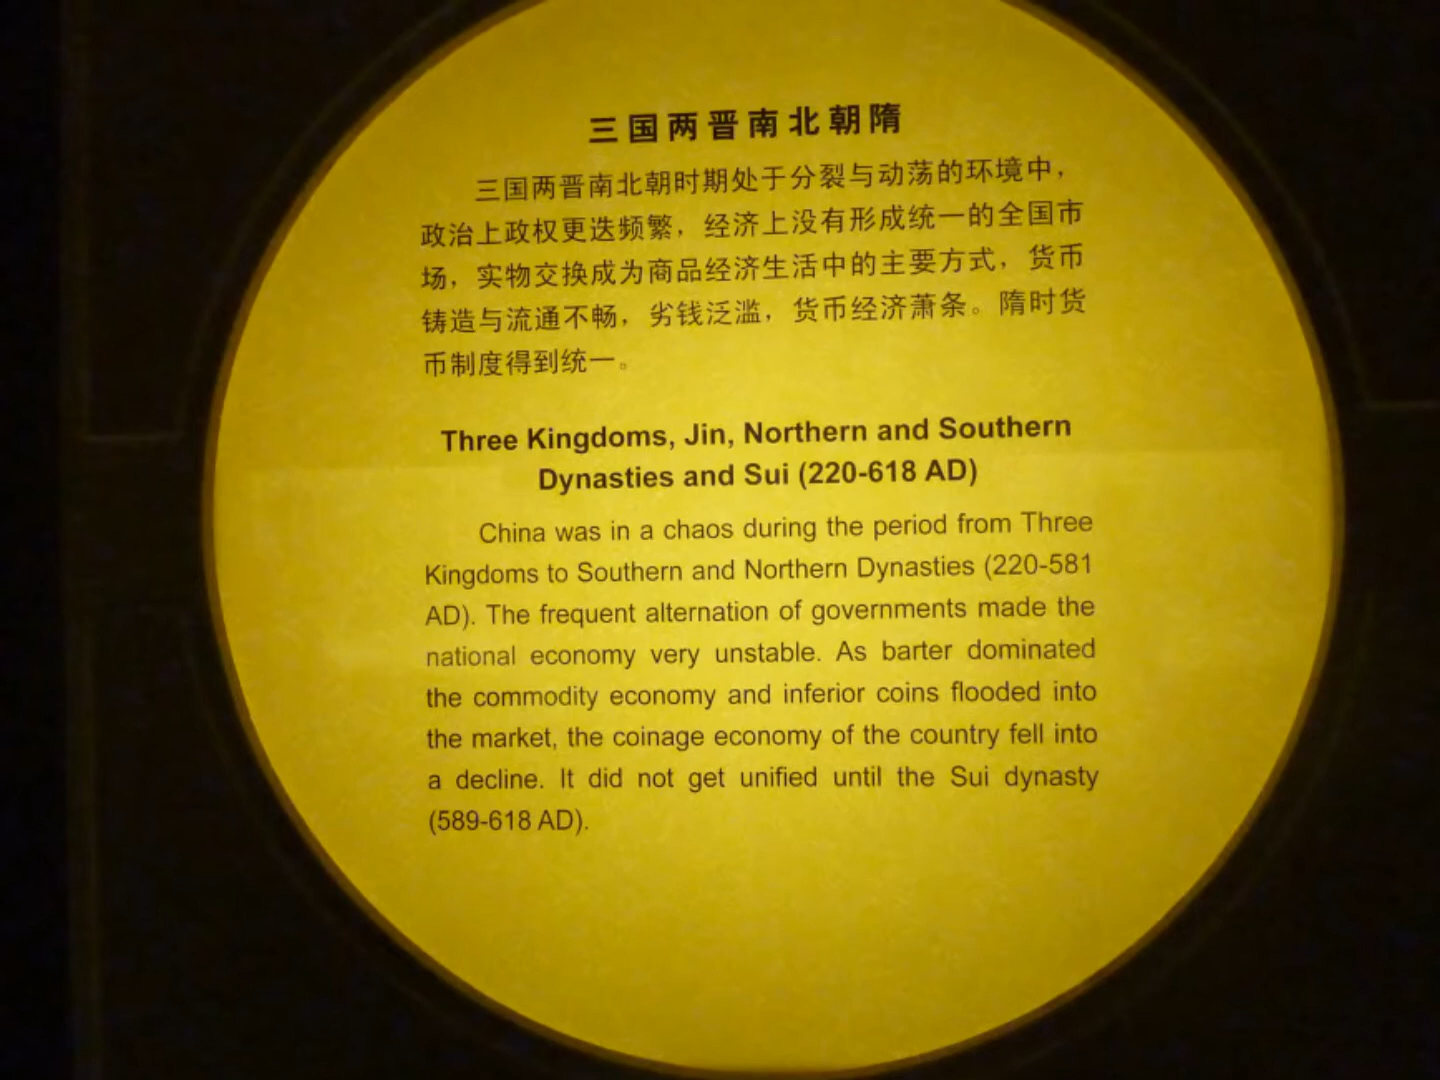 三国两晋南北朝隋
三国两晋南北朝时期处于分裂与动荡的环境中，
政治上政权更迭频繁，经济上没有形成统一的全国市
场，实物交换成为商品经济生活中的主要方式，货币
铸造与流通不畅，劣钱泛滥，货币经济萧条。隋时货
币制度得到统一。
Three Kingdoms, Jin, Northern and Southern
Dynasties and Sui (220-618 AD)
China was in a chaos during the period from Three
Kingdoms to Southern and Northern Dynasties (220-581
AD). The frequent alternation of governments made the
national economy very unstable. As barter dominated
the commodity economy and inferior coins flooded into
the market, the coinage economy of the country fell into
a decline. It did not get unified until the Sui dynasty
(589-618 AD).